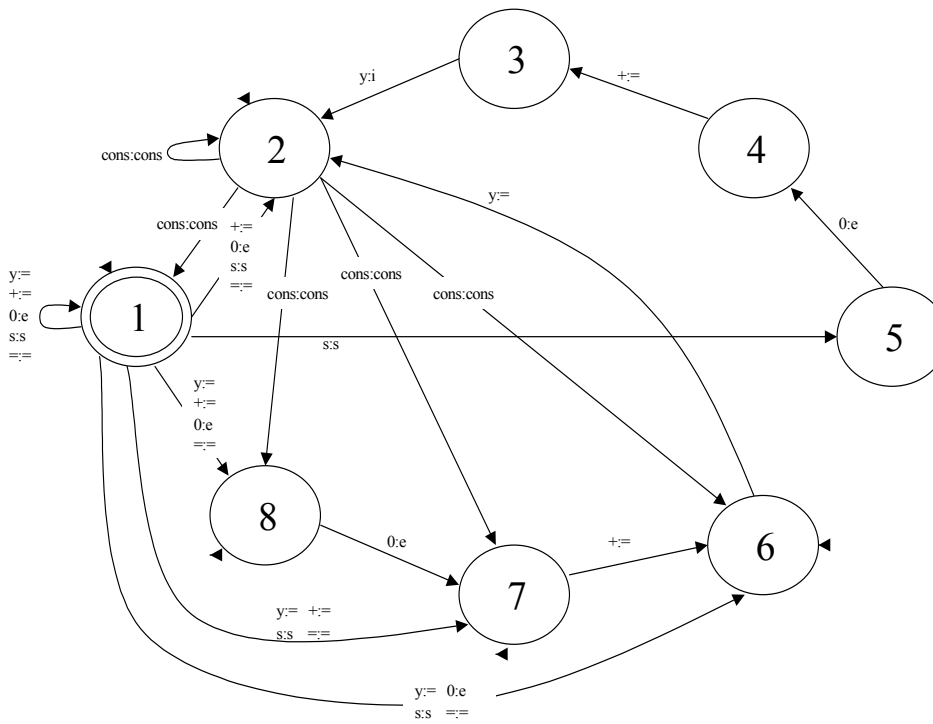 3
y:i
+:=
2
4
cons:cons
y:=
cons:cons
+:=
0:e
s:s
=:=
0:e
cons:cons
cons:cons
cons:cons
y:=
+:=
0:e
s:s
=:=
1
5
s:s
y:=
+:=
0:e
=:=
8
0:e
+:=
6
7
y:= +:=
s:s =:=
y:= 0:e
s:s =:=